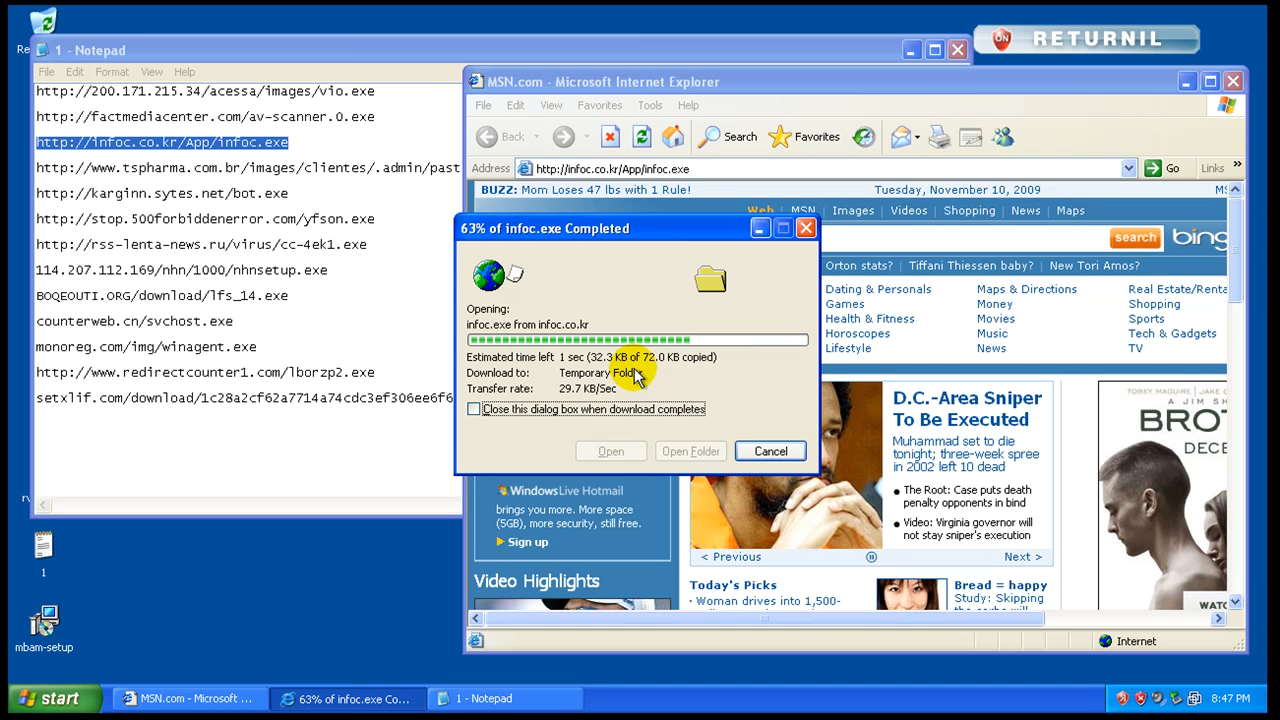 Re
1 - Notepad
File Edit Format View Help
http://200.171.215.34/acessa/images/vio.exe
http://factmediacenter.com/av-scanner.0.exe
http://infoc.co.kr/App/infoc.exe
http://www.tspharma.com.br/images/clientes/.admin/past
http://karginn.sytes.net/bot.exe
http://stop.500forbiddenerror.com/yfson.exe
http://rss-lenta-news.ru/virus/cc-4ek1.exe
114.207.112.169/nhn/1000/nhnsetup.exe
BOQEOUTI.ORG/download/lfs_14.exe
counterweb.cn/svchost.exe
monoreg.com/img/winagent.exe
http://www.redirectcounter1.com/lborzp2.exe
setxlif.com/download/1c28a2cf62a7714a74cdc3ef306ee6f6
ON RETURNIL
MSN.com - Microsoft Internet Explorer
File Edit View Favorites Tools Help
Back Search Favorites
Address http://infoc.co.kr/App/infoc.exe Go Links »
BUZZ: Mom Loses 47 lbs with 1 Rule! Tuesday, November 10, 2009
Web MSN Images Videos Shopping News Maps
search bing
Orton stats? Tiffani Thiessen baby? New Tori Amos?
Dating & Personals Maps & Directions Real Estate/Renta
Games Money Shopping
Health & Fitness Movies Sports
Horoscopes Music Tech & Gadgets
Lifestyle News TV
63% of infoc.exe Completed
Opening:
infoc.exe from infoc.co.kr
Estimated time left 1 sec (32.3 KB of 72.0 KB copied)
Download to: Temporary Folder
Transfer rate: 29.7 KB/Sec
Close this dialog box when download completes
Open Open Folder Cancel
D.C.-Area Sniper
To Be Executed
Muhammad set to die
tonight; three-week spree
in 2002 left 10 dead
The Root: Case puts death
penalty opponents in bind
Video: Virginia governor will
not stay sniper's execution
< Previous Next >
TOBEY MAGUIRE JAKE G
A JIM SH
BROT
DECE
WATC
Windows Live Hotmail
brings you more. More space
(5GB), more security, still free.
Sign up
Video Highlights
Today's Picks
Woman drives into 1,500-
Bread = happy
Study: Skipping
Internet
1
mbam-setup
start MSN.com - Microsoft ... 63% of infoc.exe Co... 1 - Notepad 8:47 PM